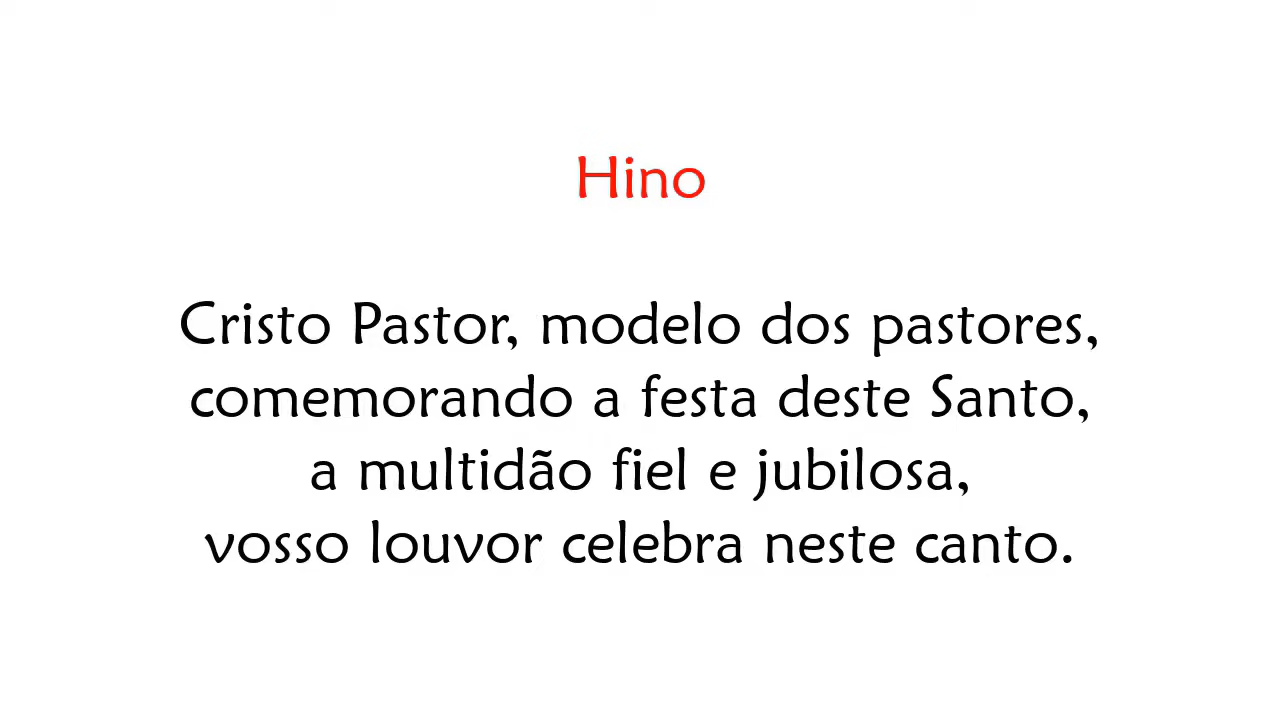 Hino
Cristo Pastor, modelo dos pastores,
comemorando a festa deste Santo,
a multidão fiel e jubilosa,
vosso louvor celebra neste canto.